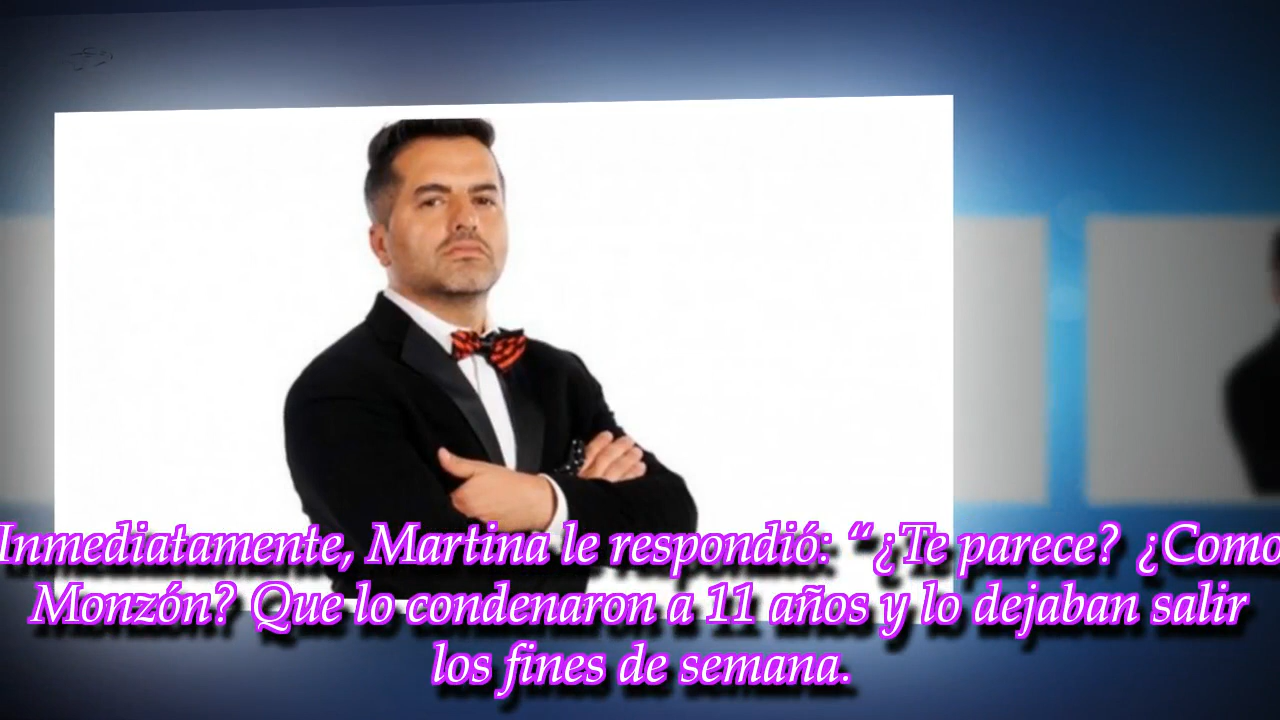 Inmediatamente, Martina le respondió: “¿Te parece? ¿Como
Monzón? Que lo condenaron a 11 años y lo dejaban salir
los fines de semana.